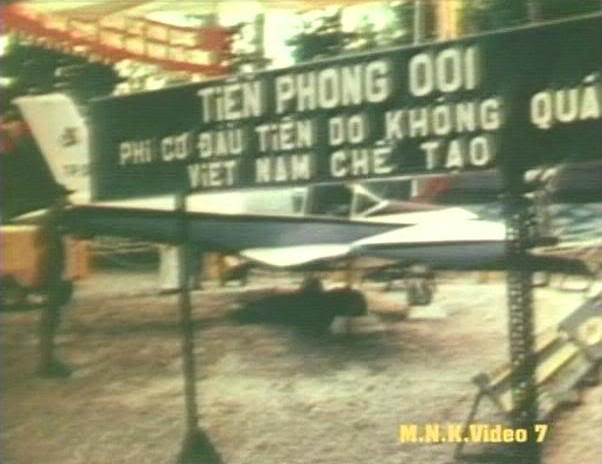 TIỀN PHONG 001
PHI CƠ ĐẦU TIÊN DO KHÔNG QUÂ
VIỆT NAM CHẾ TẠO
M.N.K.Video 7